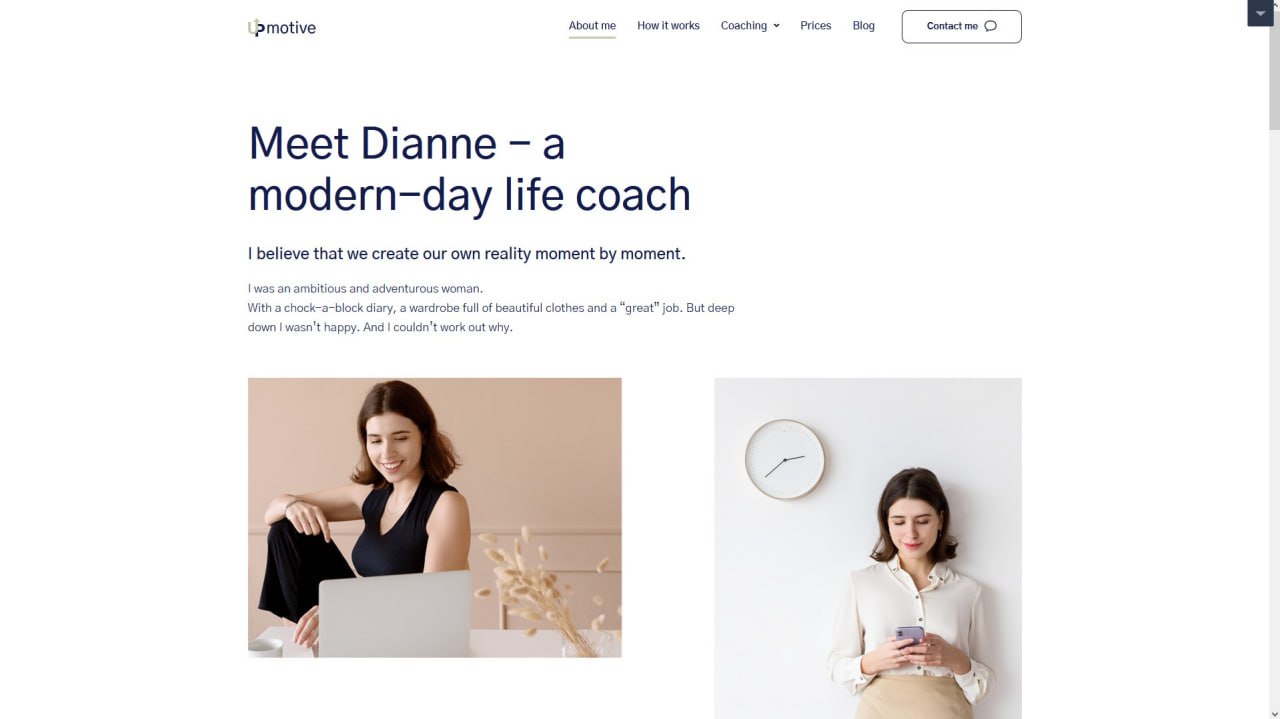 UPmotive
About me
How it works
Coaching
Prices
Blog
Contact me
Meet Dianne – a
modern-day life coach
I believe that we create our own reality moment by moment.
I was an ambitious and adventurous woman.
With a chock-a-block diary, a wardrobe full of beautiful clothes and a “great” job. But deep
down I wasn’t happy. And I couldn’t work out why.